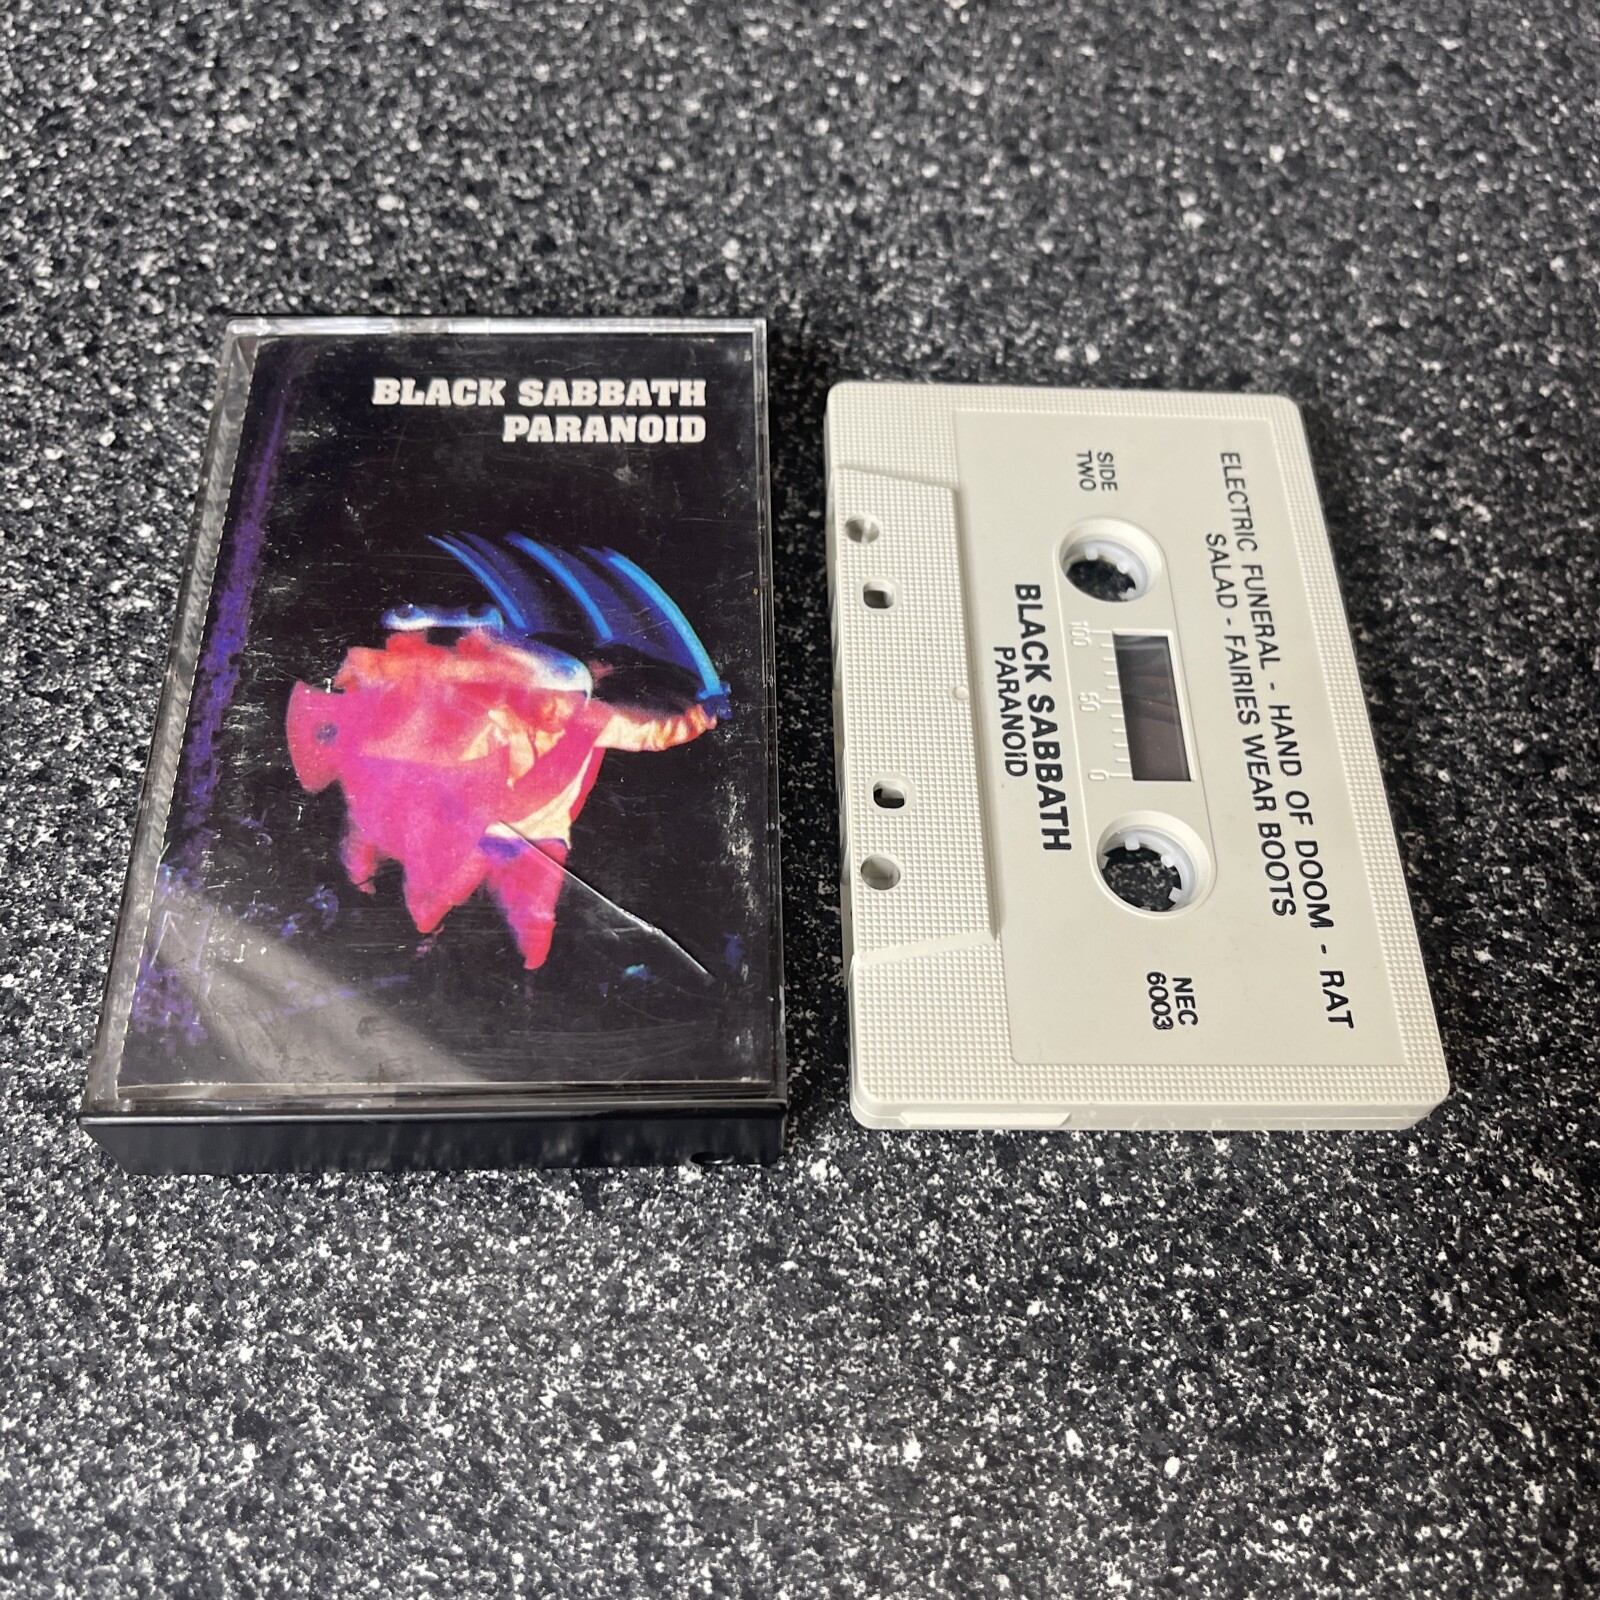 BLACK SABBATH
PARANOID
ELECTRIC FUNERAL - HAND OF DOOM - RAT
SALAD - FAIRIES WEAR BOOTS
SIDE
TWO
NEC
6003
100 50 0
BLACK SABBATH
PARANOID